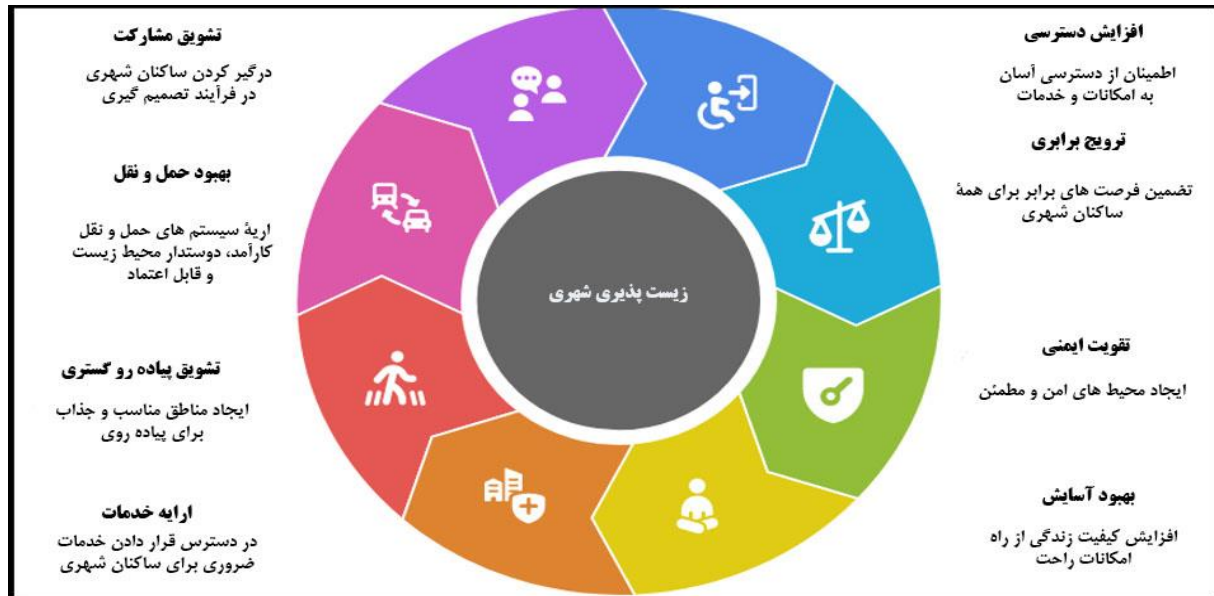 افزایش دسترسی
اطمینان از دسترسی آسان
به امکانات و خدمات
ترویج برابری
تضمین فرصت های برابر برای همۀ
ساکنان شهری
تقویت ایمنی
ایجاد محیط های امن و مطمئن
بهبود آسایش
افزایش کیفیت زندگی از راه
امکانات راحت
زیست پذیری شهری
تشویق مشارکت
درگیر کردن ساکنان شهری
در فرآیند تصمیم گیری
بهبود حمل و نقل
اریۀ سیستم های حمل و نقل
کارآمد، دوستدار محیط زیست
و قابل اعتماد
تشویق پیاده رو گستری
ایجاد مناطق مناسب و جذاب
برای پیاده روی
ارایه خدمات
در دسترس قرار دادن خدمات
ضروری برای ساکنان شهری